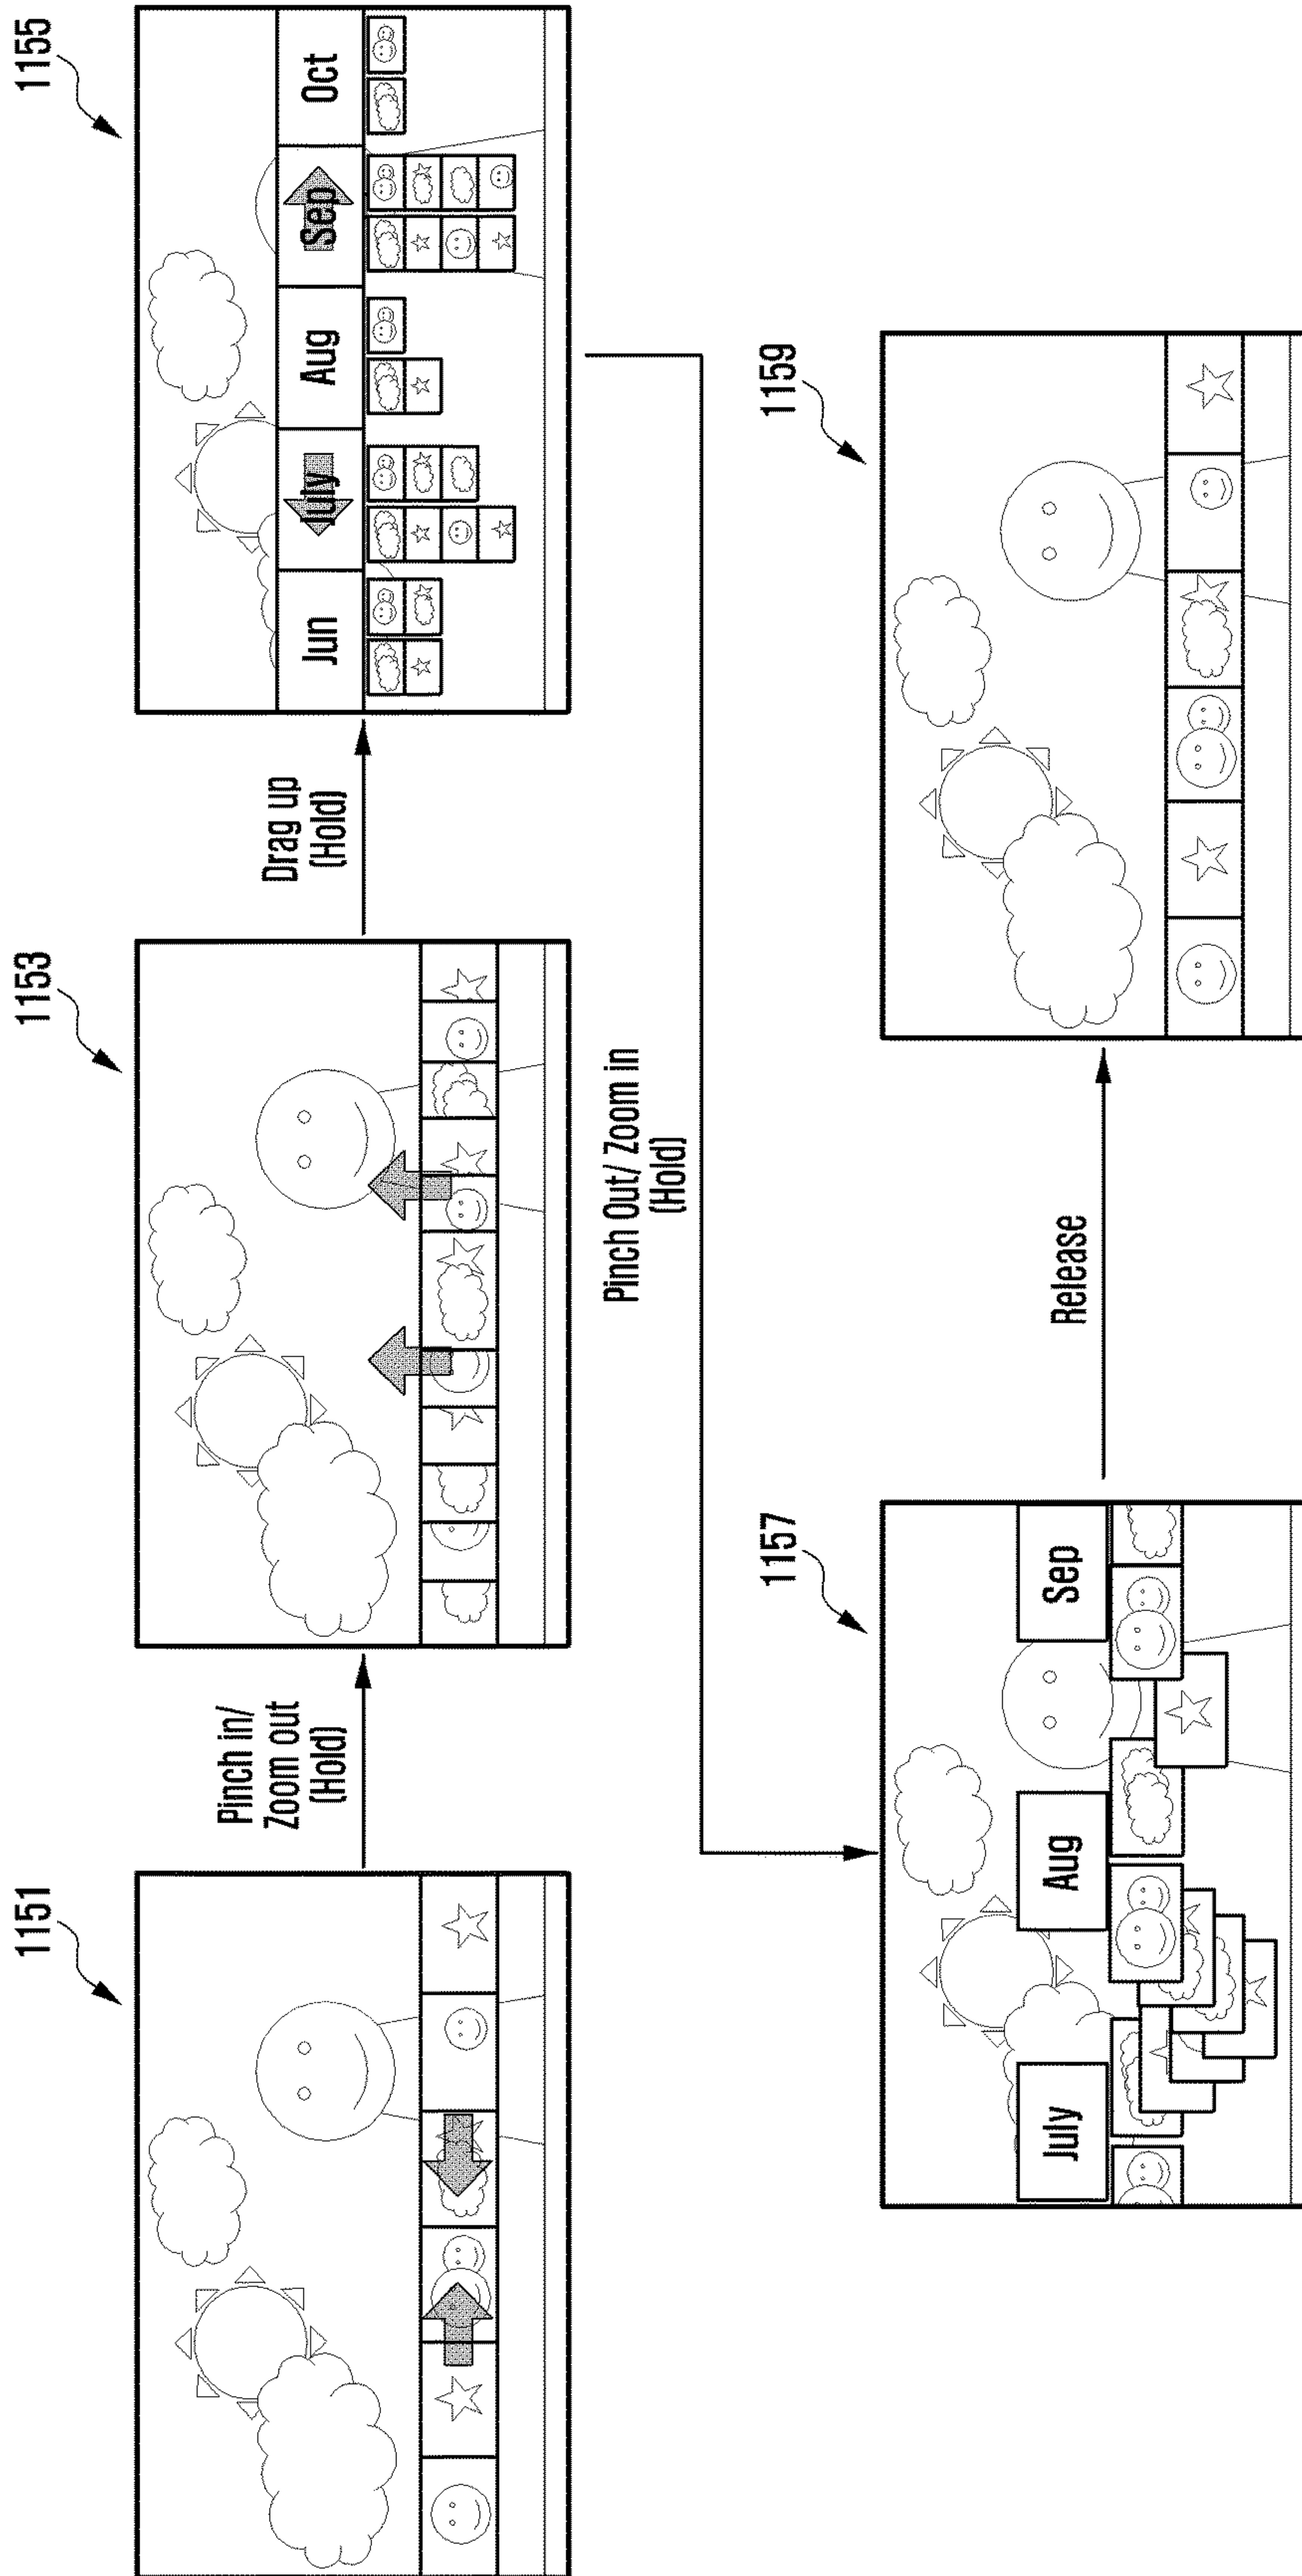 1151
Pinch in/
Zoom out
(Hold)
1153
Drag up
(Hold)
1155
Jun
July
Aug
Sep
Oct
Pinch Out/ Zoom in
(Hold)
1157
July
Aug
Sep
Release
1159